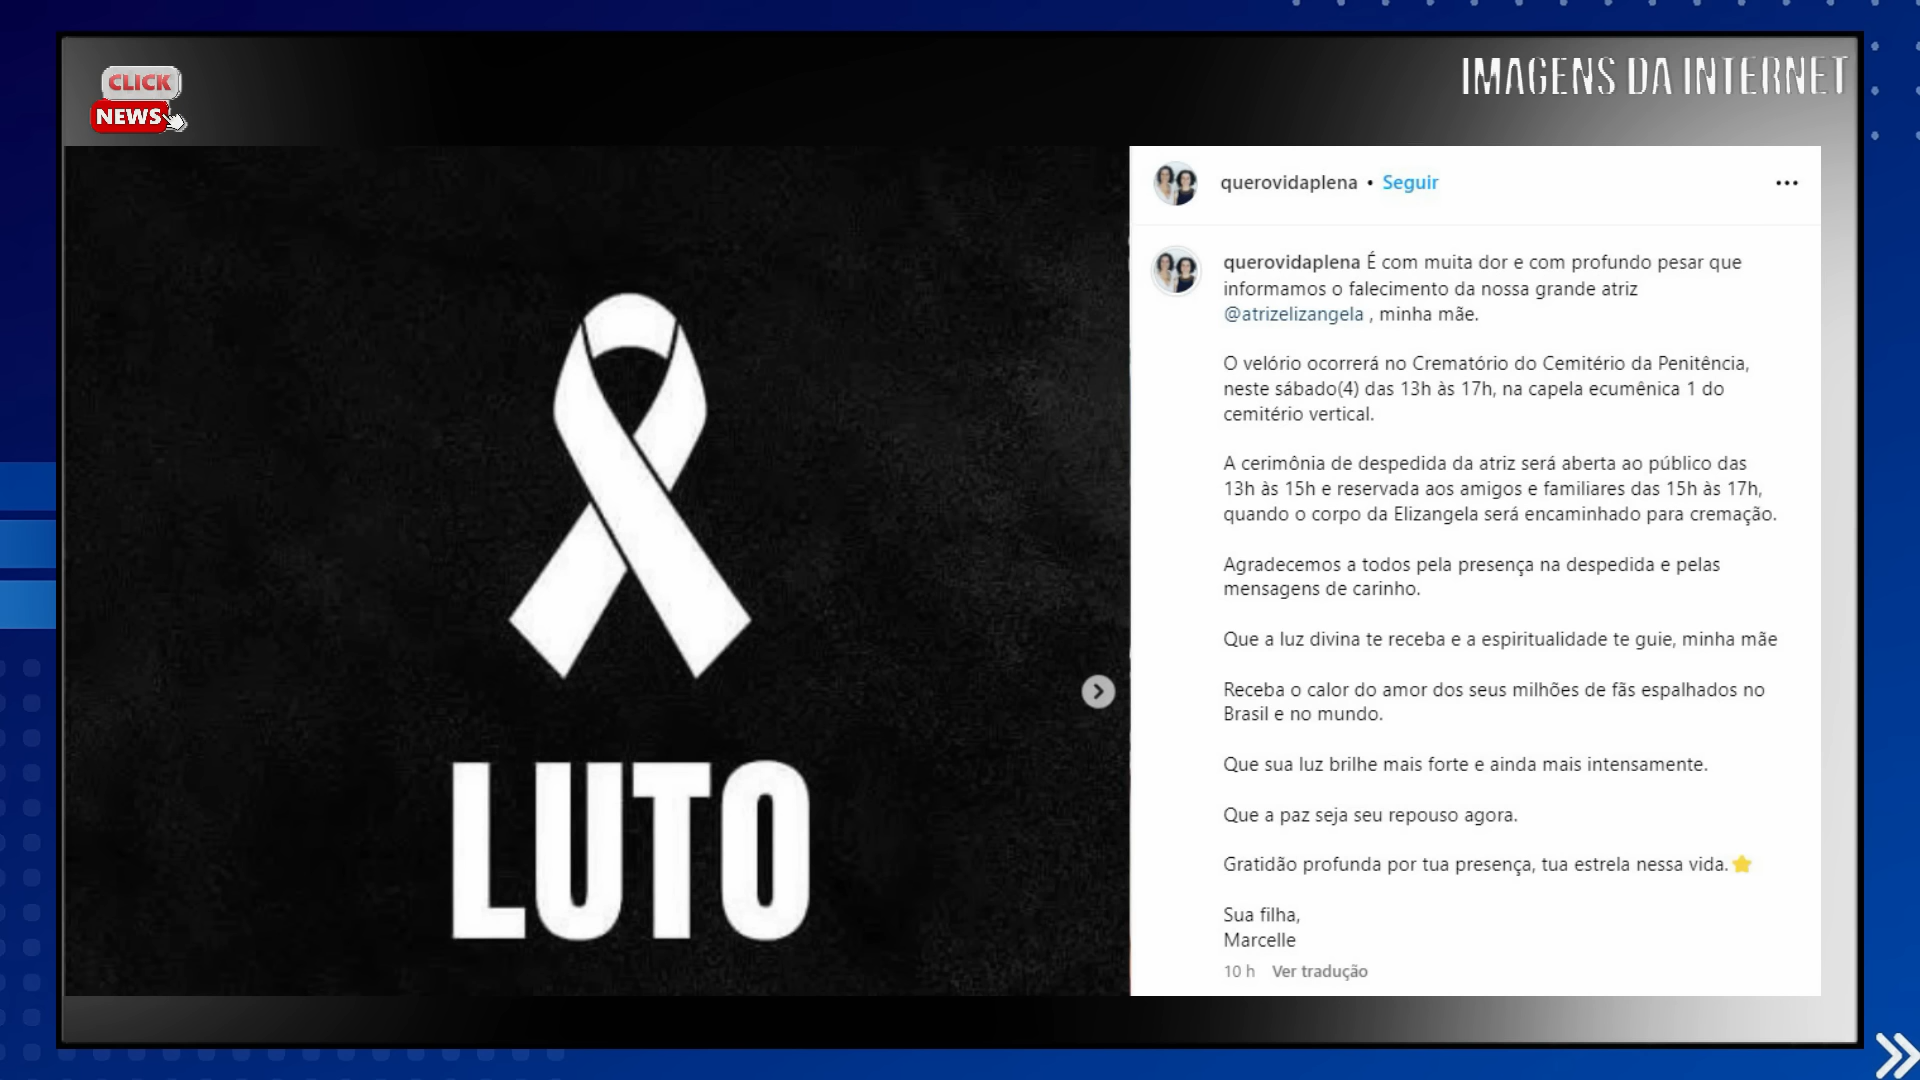 CLICK
NEWS
IMAGENS DA INTERNET
LUTO
querovidaplena • Seguir
querovidaplena É com muita dor e com profundo pesar que
informamos o falecimento da nossa grande atriz
@atrizelizangela , minha mãe.
O velório ocorrerá no Crematório do Cemitério da Penitência,
neste sábado(4) das 13h às 17h, na capela ecumênica 1 do
cemitério vertical.
A cerimônia de despedida da atriz será aberta ao público das
13h às 15h e reservada aos amigos e familiares das 15h às 17h,
quando o corpo da Elizangela será encaminhado para cremação.
Agradecemos a todos pela presença na despedida e pelas
mensagens de carinho.
Que a luz divina te receba e a espiritualidade te guie, minha mãe
Receba o calor do amor dos seus milhões de fãs espalhados no
Brasil e no mundo.
Que sua luz brilhe mais forte e ainda mais intensamente.
Que a paz seja seu repouso agora.
Gratidão profunda por tua presença, tua estrela nessa vida.⭐
Sua filha,
Marcelle
10 h Ver tradução